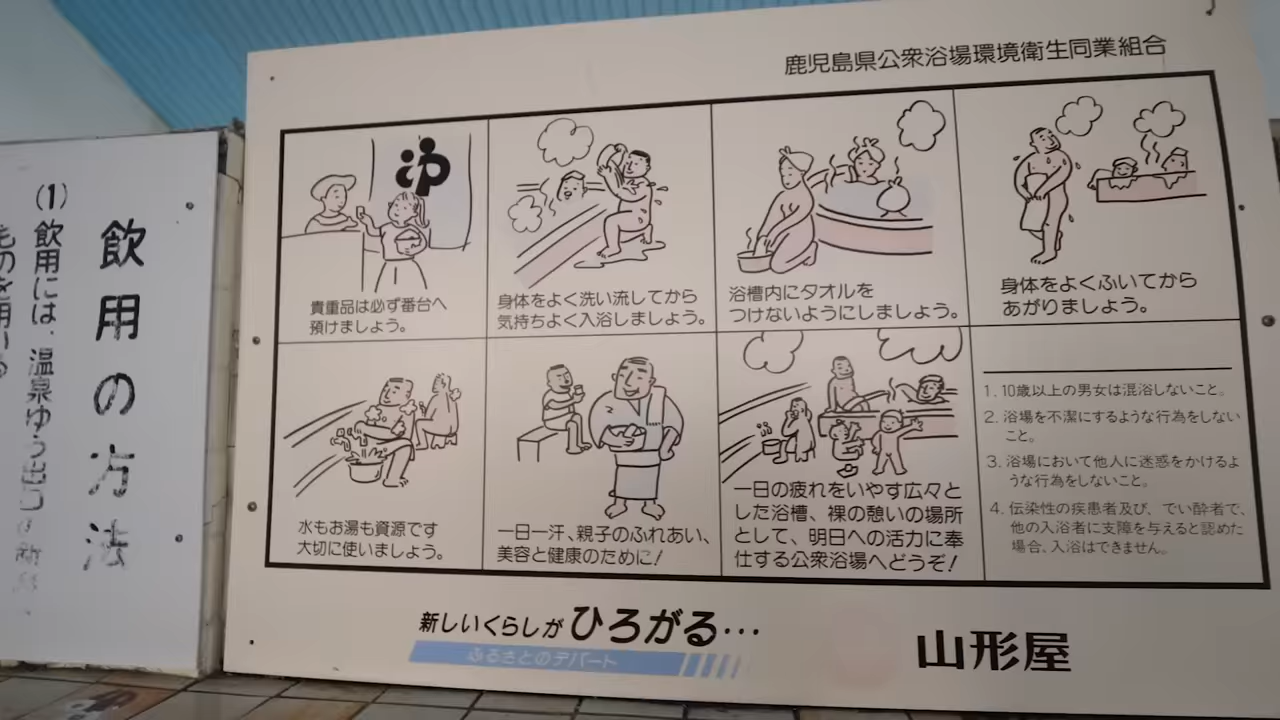 鹿児島県公衆浴場環境衛生同業組合
ゆ
貴重品は必ず番台へ
預けましょう。
身体をよく洗い流してから
気持ちよく入浴しましょう。
浴槽内にタオルを
つけないようにしましょう。
身体をよくふいてから
あがりましょう。
水もお湯も資源です
大切に使いましょう。
一日一汗、親子のふれあい、
美容と健康のために!
一日の疲れをいやす広々と
した浴槽、裸の憩いの場所
として、明日への活力に奉
仕する公衆浴場へどうぞ!
1. 10歳以上の男女は混浴しないこと。
2. 浴場を不潔にするような行為をしない
こと。
3. 浴場において他人に迷惑をかけるよ
うな行為をしないこと。
4. 伝染性の疾患者及び、でい酔者で、
他の入浴者に支障を与えると認めた
場合、入浴はできません。
新しいくらしがひろがる…
ふるさとのデパート
山形屋
飲用の方法
(1) 飲用には、温泉ゆう出口の新鮮な
ものを用いる